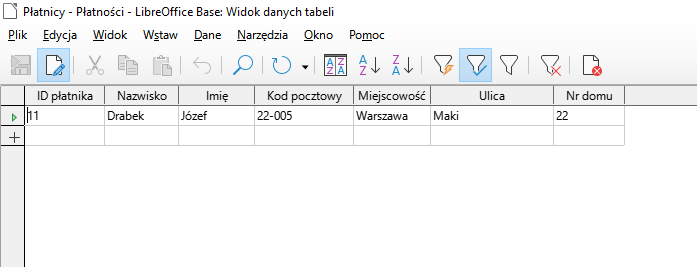 Płatnicy - Płatności - LibreOffice Base: Widok danych tabeli
Plik Edycja Widok Wstaw Dane Narzędzia Okno Pomoc
ID płatnika Nazwisko Imię Kod pocztowy Miejscowość Ulica Nr domu
11 Drabek Józef 22-005 Warszawa Maki 22